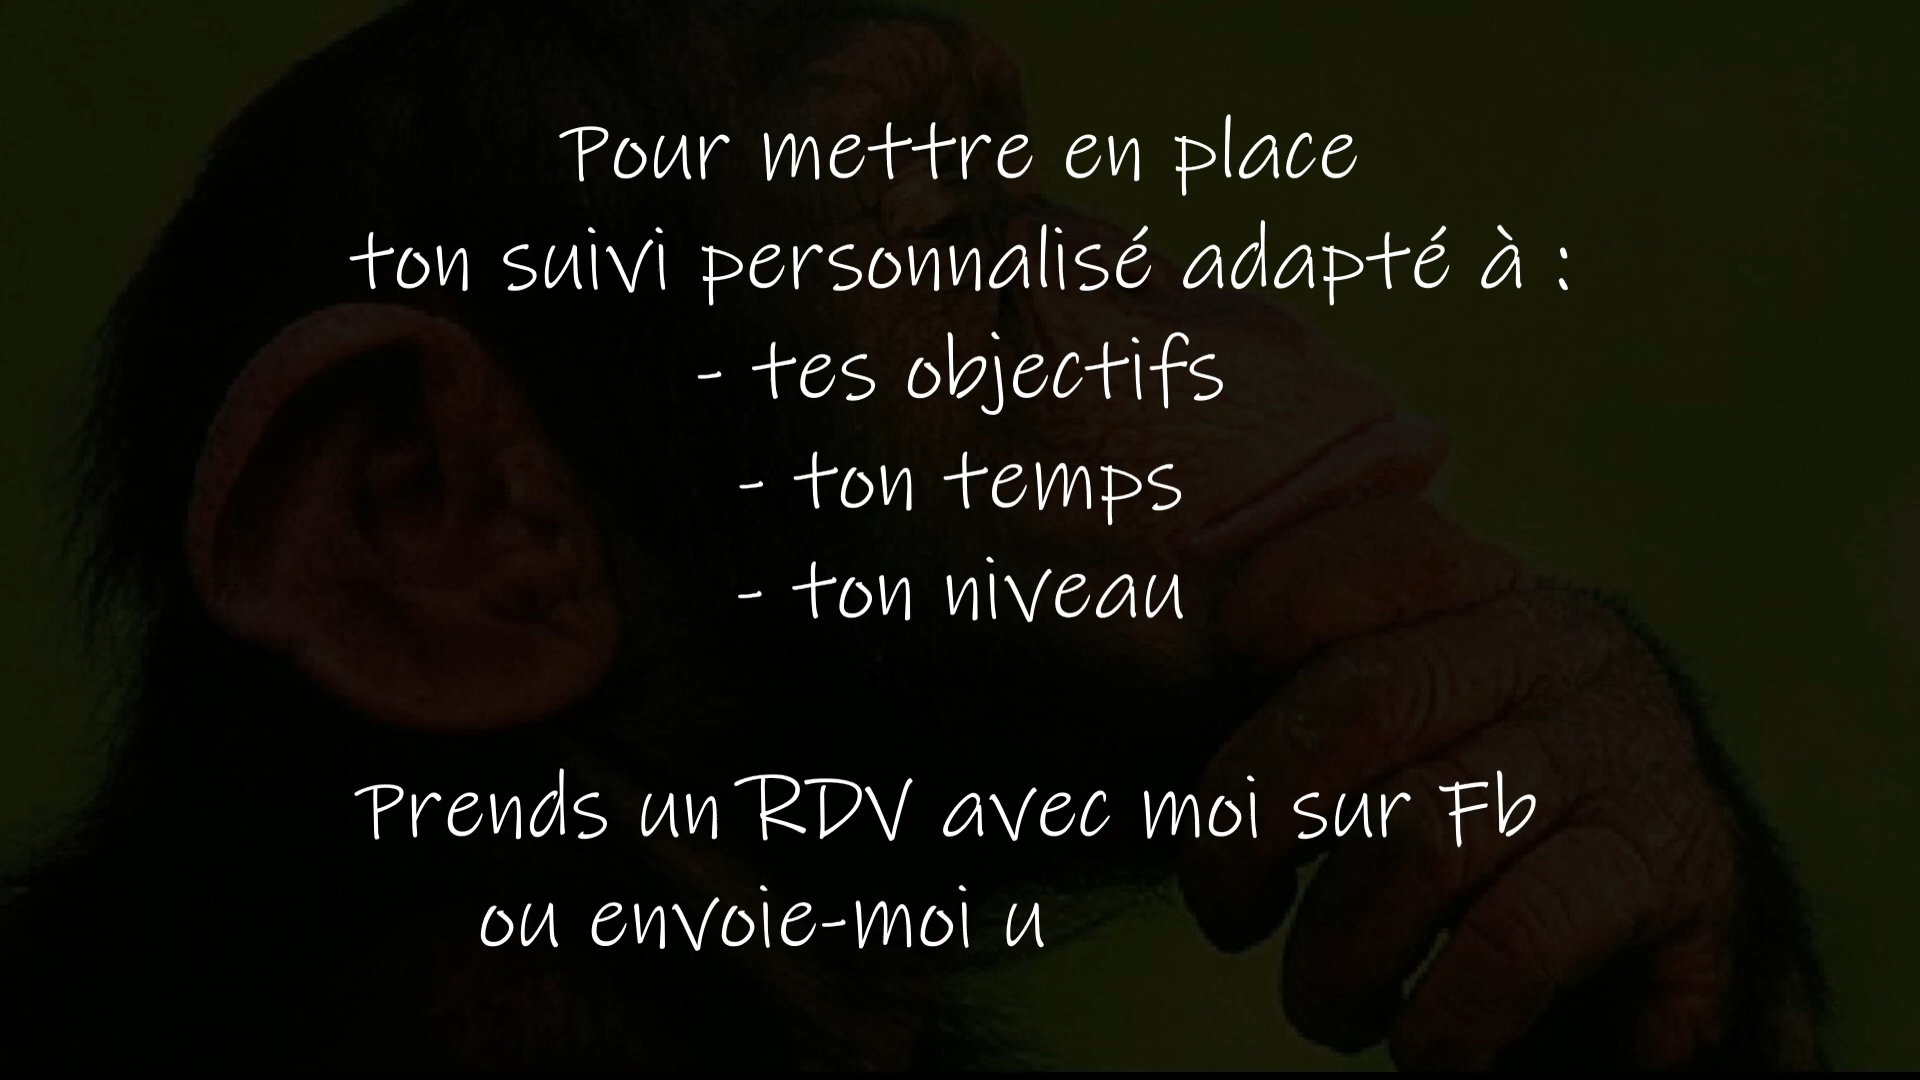 Pour mettre en place
ton suivi personnalisé adapté à :
- tes objectifs
- ton temps
- ton niveau
Prends un RDV avec moi sur Fb
ou envoie-moi u